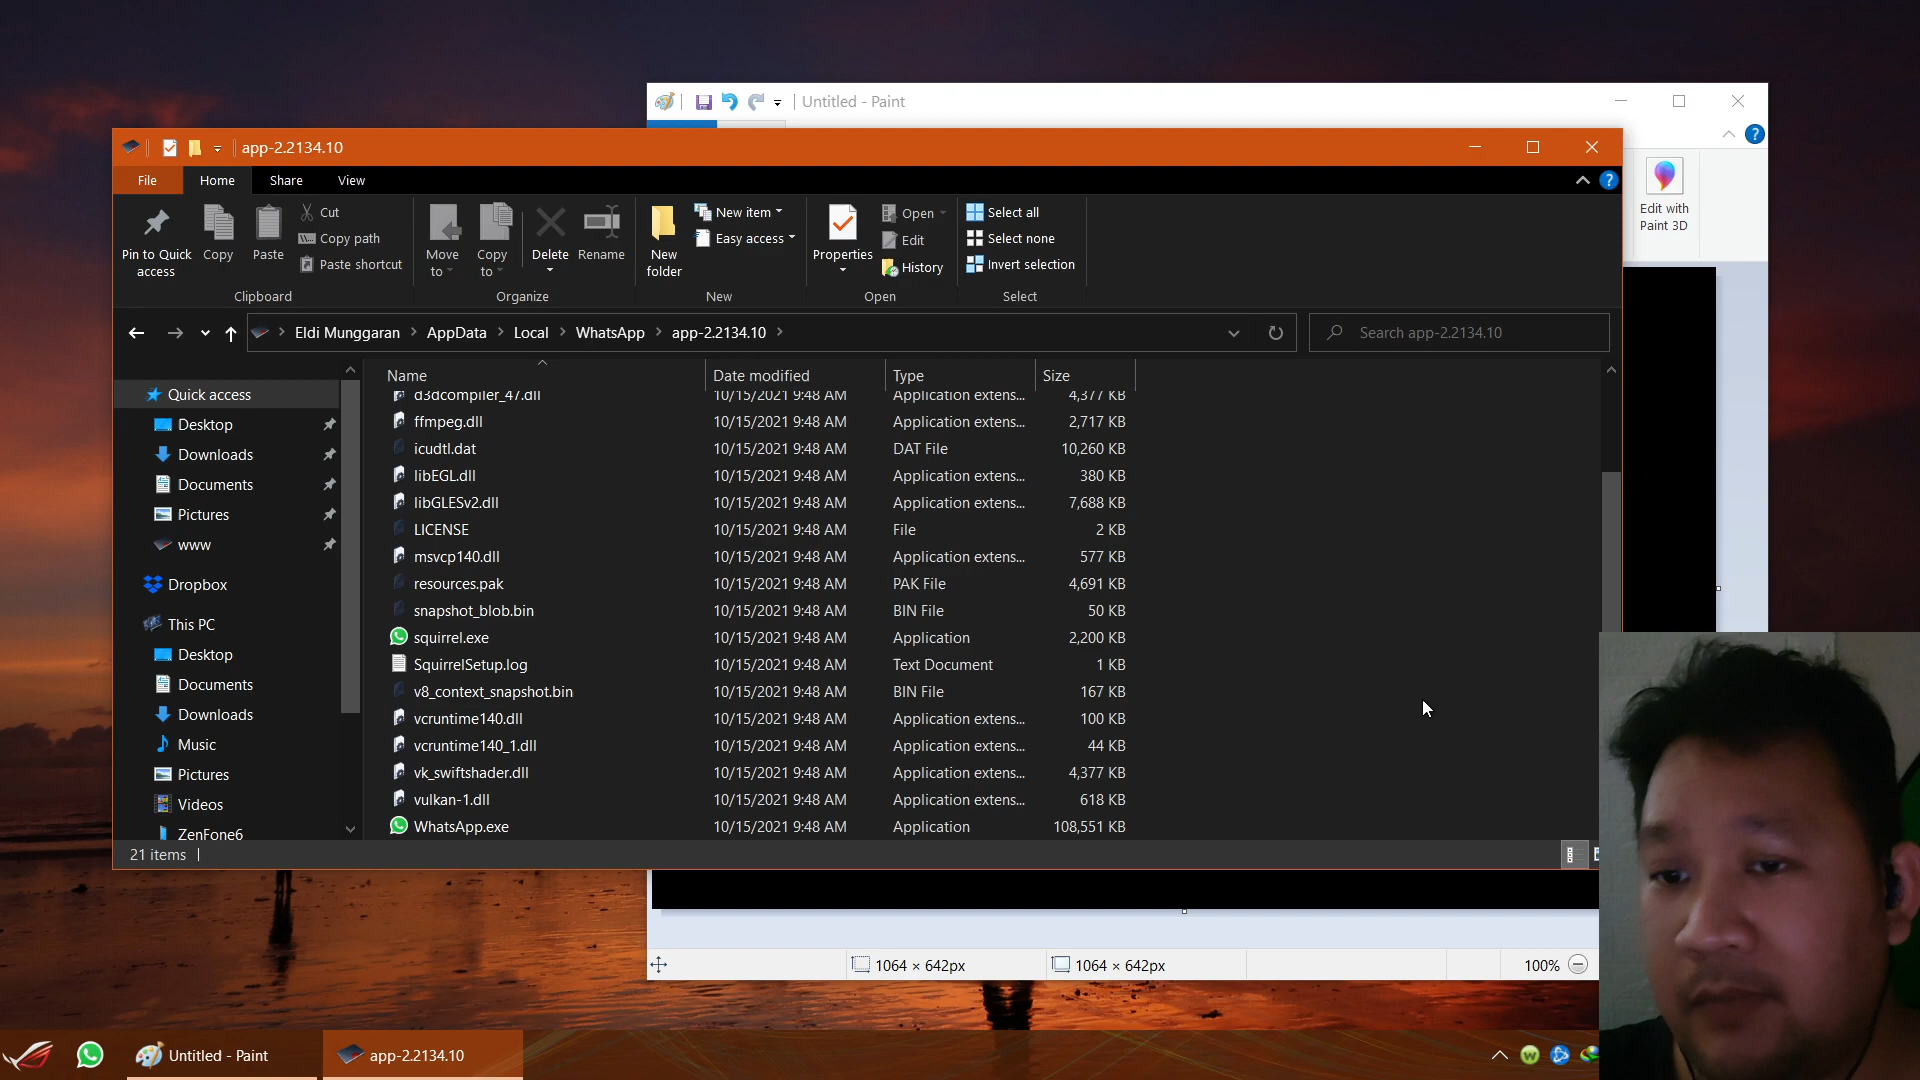 Untitled - Paint
app-2.2134.10
File Home Share View
Edit with
Paint 3D
Pin to Quick
access
Copy
Paste
Cut
Copy path
Paste shortcut
Clipboard
Move
to
Copy
to
Delete
Rename
Organize
New
folder
New item
Easy access
New
Properties
Open
Edit
History
Open
Select all
Select none
Invert selection
Select
Eldi Munggaran > AppData > Local > WhatsApp > app-2.2134.10 >
Search app-2.2134.10
Quick access
Desktop
Downloads
Documents
Pictures
www
Dropbox
This PC
Desktop
Documents
Downloads
Music
Pictures
Videos
ZenFone6
Name Date modified Type Size
d3dcompiler_47.dll 10/15/2021 9:48 AM Application extens... 4,377 KB
ffmpeg.dll 10/15/2021 9:48 AM Application extens... 2,717 KB
icudtl.dat 10/15/2021 9:48 AM DAT File 10,260 KB
libEGL.dll 10/15/2021 9:48 AM Application extens... 380 KB
libGLESv2.dll 10/15/2021 9:48 AM Application extens... 7,688 KB
LICENSE 10/15/2021 9:48 AM File 2 KB
msvcp140.dll 10/15/2021 9:48 AM Application extens... 577 KB
resources.pak 10/15/2021 9:48 AM PAK File 4,691 KB
snapshot_blob.bin 10/15/2021 9:48 AM BIN File 50 KB
squirrel.exe 10/15/2021 9:48 AM Application 2,200 KB
SquirrelSetup.log 10/15/2021 9:48 AM Text Document 1 KB
v8_context_snapshot.bin 10/15/2021 9:48 AM BIN File 167 KB
vcruntime140.dll 10/15/2021 9:48 AM Application extens... 100 KB
vcruntime140_1.dll 10/15/2021 9:48 AM Application extens... 44 KB
vk_swiftshader.dll 10/15/2021 9:48 AM Application extens... 4,377 KB
vulkan-1.dll 10/15/2021 9:48 AM Application extens... 618 KB
WhatsApp.exe 10/15/2021 9:48 AM Application 108,551 KB
21 items
1064 × 642px 1064 × 642px 100%
Untitled - Paint app-2.2134.10